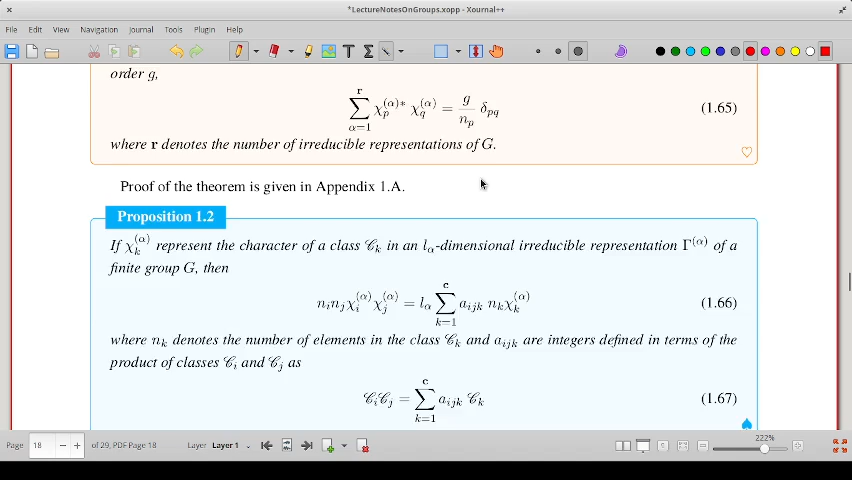 *LectureNotesOnGroups.xopp - Xournal++
File Edit View Navigation Journal Tools Plugin Help
order g,
\sum_{α=1}^{r} χ_p^{(α)*} χ_q^{(α)} = \frac{g}{n_p} δ_{pq} (1.65)
where r denotes the number of irreducible representations of G.
♡
Proof of the theorem is given in Appendix 1.A.
Proposition 1.2
If χ_k^{(α)} represent the character of a class 𝒞_k in an l_α-dimensional irreducible representation Γ^{(α)} of a
finite group G, then
n_i n_j χ_i^{(α)} χ_j^{(α)} = l_α \sum_{k=1}^{c} a_{ijk} n_k χ_k^{(α)} (1.66)
where n_k denotes the number of elements in the class 𝒞_k and a_{ijk} are integers defined in terms of the
product of classes 𝒞_i and 𝒞_j as
𝒞_i 𝒞_j = \sum_{k=1}^{c} a_{ijk} 𝒞_k (1.67)
♠
Page 18 of 29, PDF Page 18 Layer Layer 1 222%